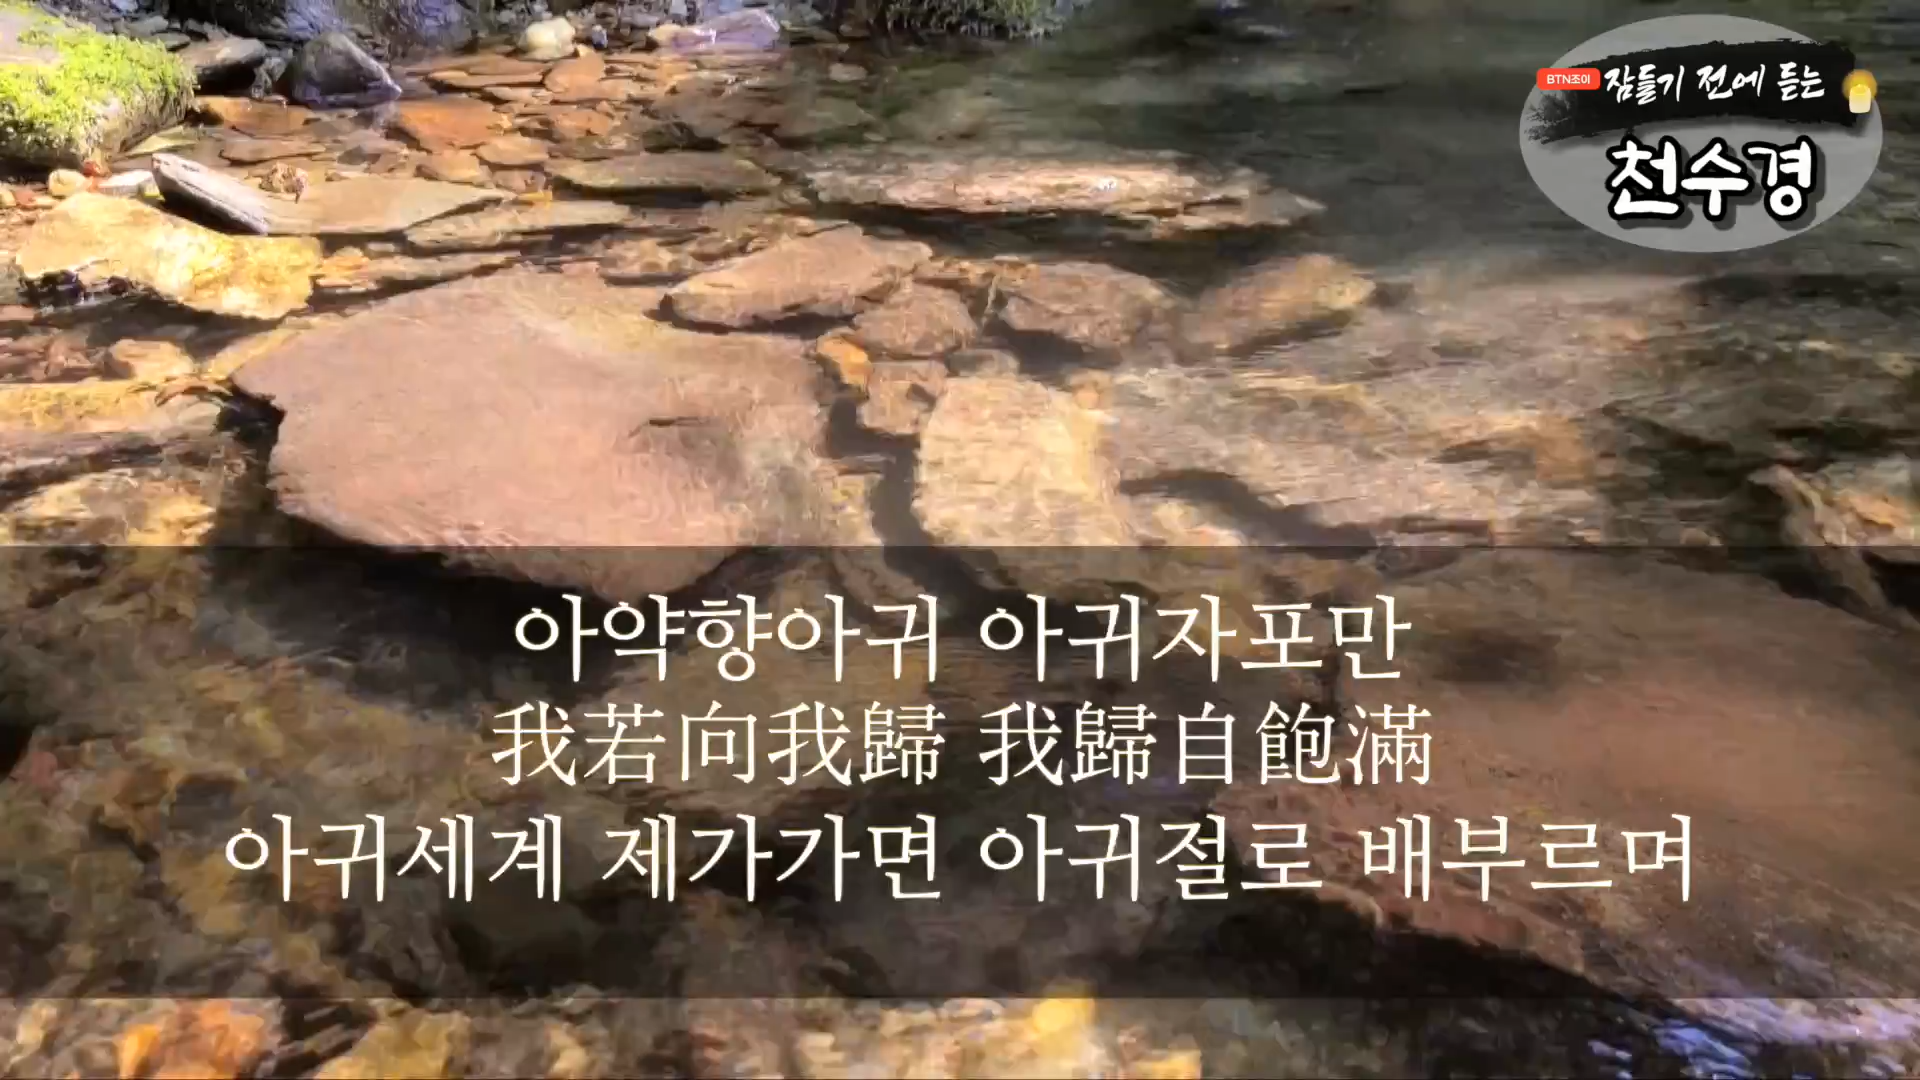 BTN조이 잠들기 전에 듣는
천수경
아약향아귀 아귀자포만
我若向我歸 我歸自飽滿
아귀세계 제가가면 아귀절로 배부르며